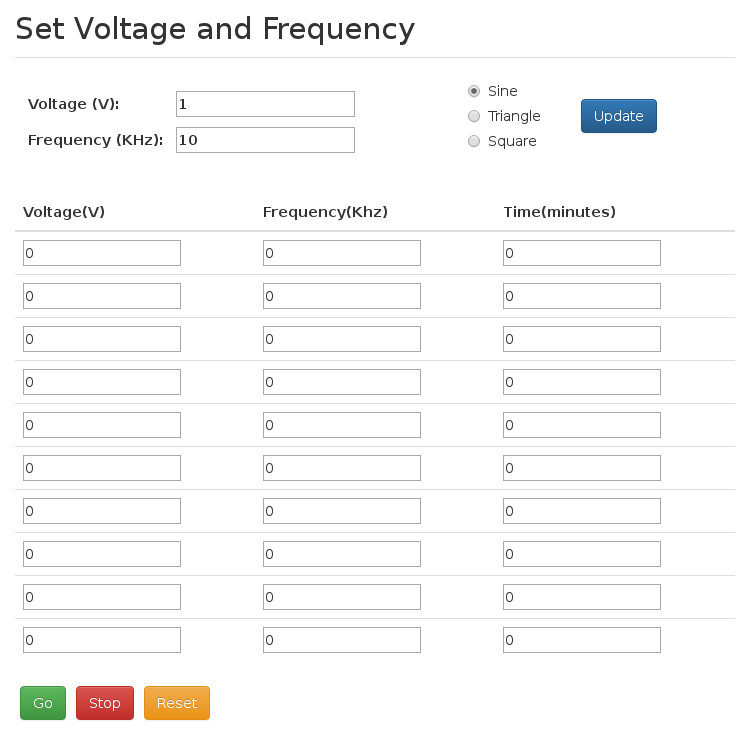 Set Voltage and Frequency
Voltage (V): 1
Frequency (KHz): 10
Sine
Triangle
Square
Update
Voltage(V) Frequency(Khz) Time(minutes)
0 0 0
0 0 0
0 0 0
0 0 0
0 0 0
0 0 0
0 0 0
0 0 0
0 0 0
0 0 0
Go Stop Reset